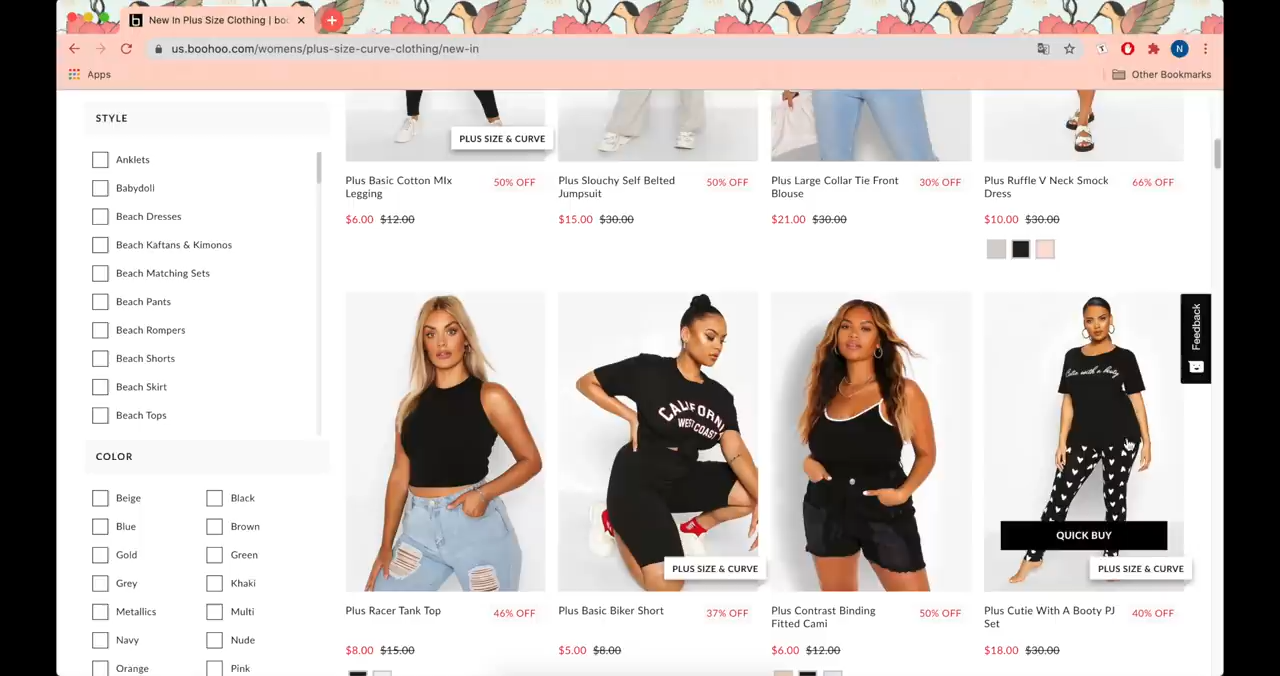 New In Plus Size Clothing | boo
us.boohoo.com/womens/plus-size-curve-clothing/new-in
N
Apps
Other Bookmarks
STYLE
Anklets
Babydoll
Beach Dresses
Beach Kaftans & Kimonos
Beach Matching Sets
Beach Pants
Beach Rompers
Beach Shorts
Beach Skirt
Beach Tops
COLOR
Beige
Black
Blue
Brown
Gold
Green
Grey
Khaki
Metallics
Multi
Navy
Nude
Orange
Pink
PLUS SIZE & CURVE
Plus Basic Cotton MIx
Legging
50% OFF
$6.00 $12.00
Plus Slouchy Self Belted
Jumpsuit
50% OFF
$15.00 $30.00
Plus Large Collar Tie Front
Blouse
30% OFF
$21.00 $30.00
Plus Ruffle V Neck Smock
Dress
66% OFF
$10.00 $30.00
Feedback
CALIFORNIA
WEST COAST
Cutie with a booty
QUICK BUY
PLUS SIZE & CURVE
PLUS SIZE & CURVE
Plus Racer Tank Top
46% OFF
$8.00 $15.00
Plus Basic Biker Short
37% OFF
$5.00 $8.00
Plus Contrast Binding
Fitted Cami
50% OFF
$6.00 $12.00
Plus Cutie With A Booty PJ
Set
40% OFF
$18.00 $30.00